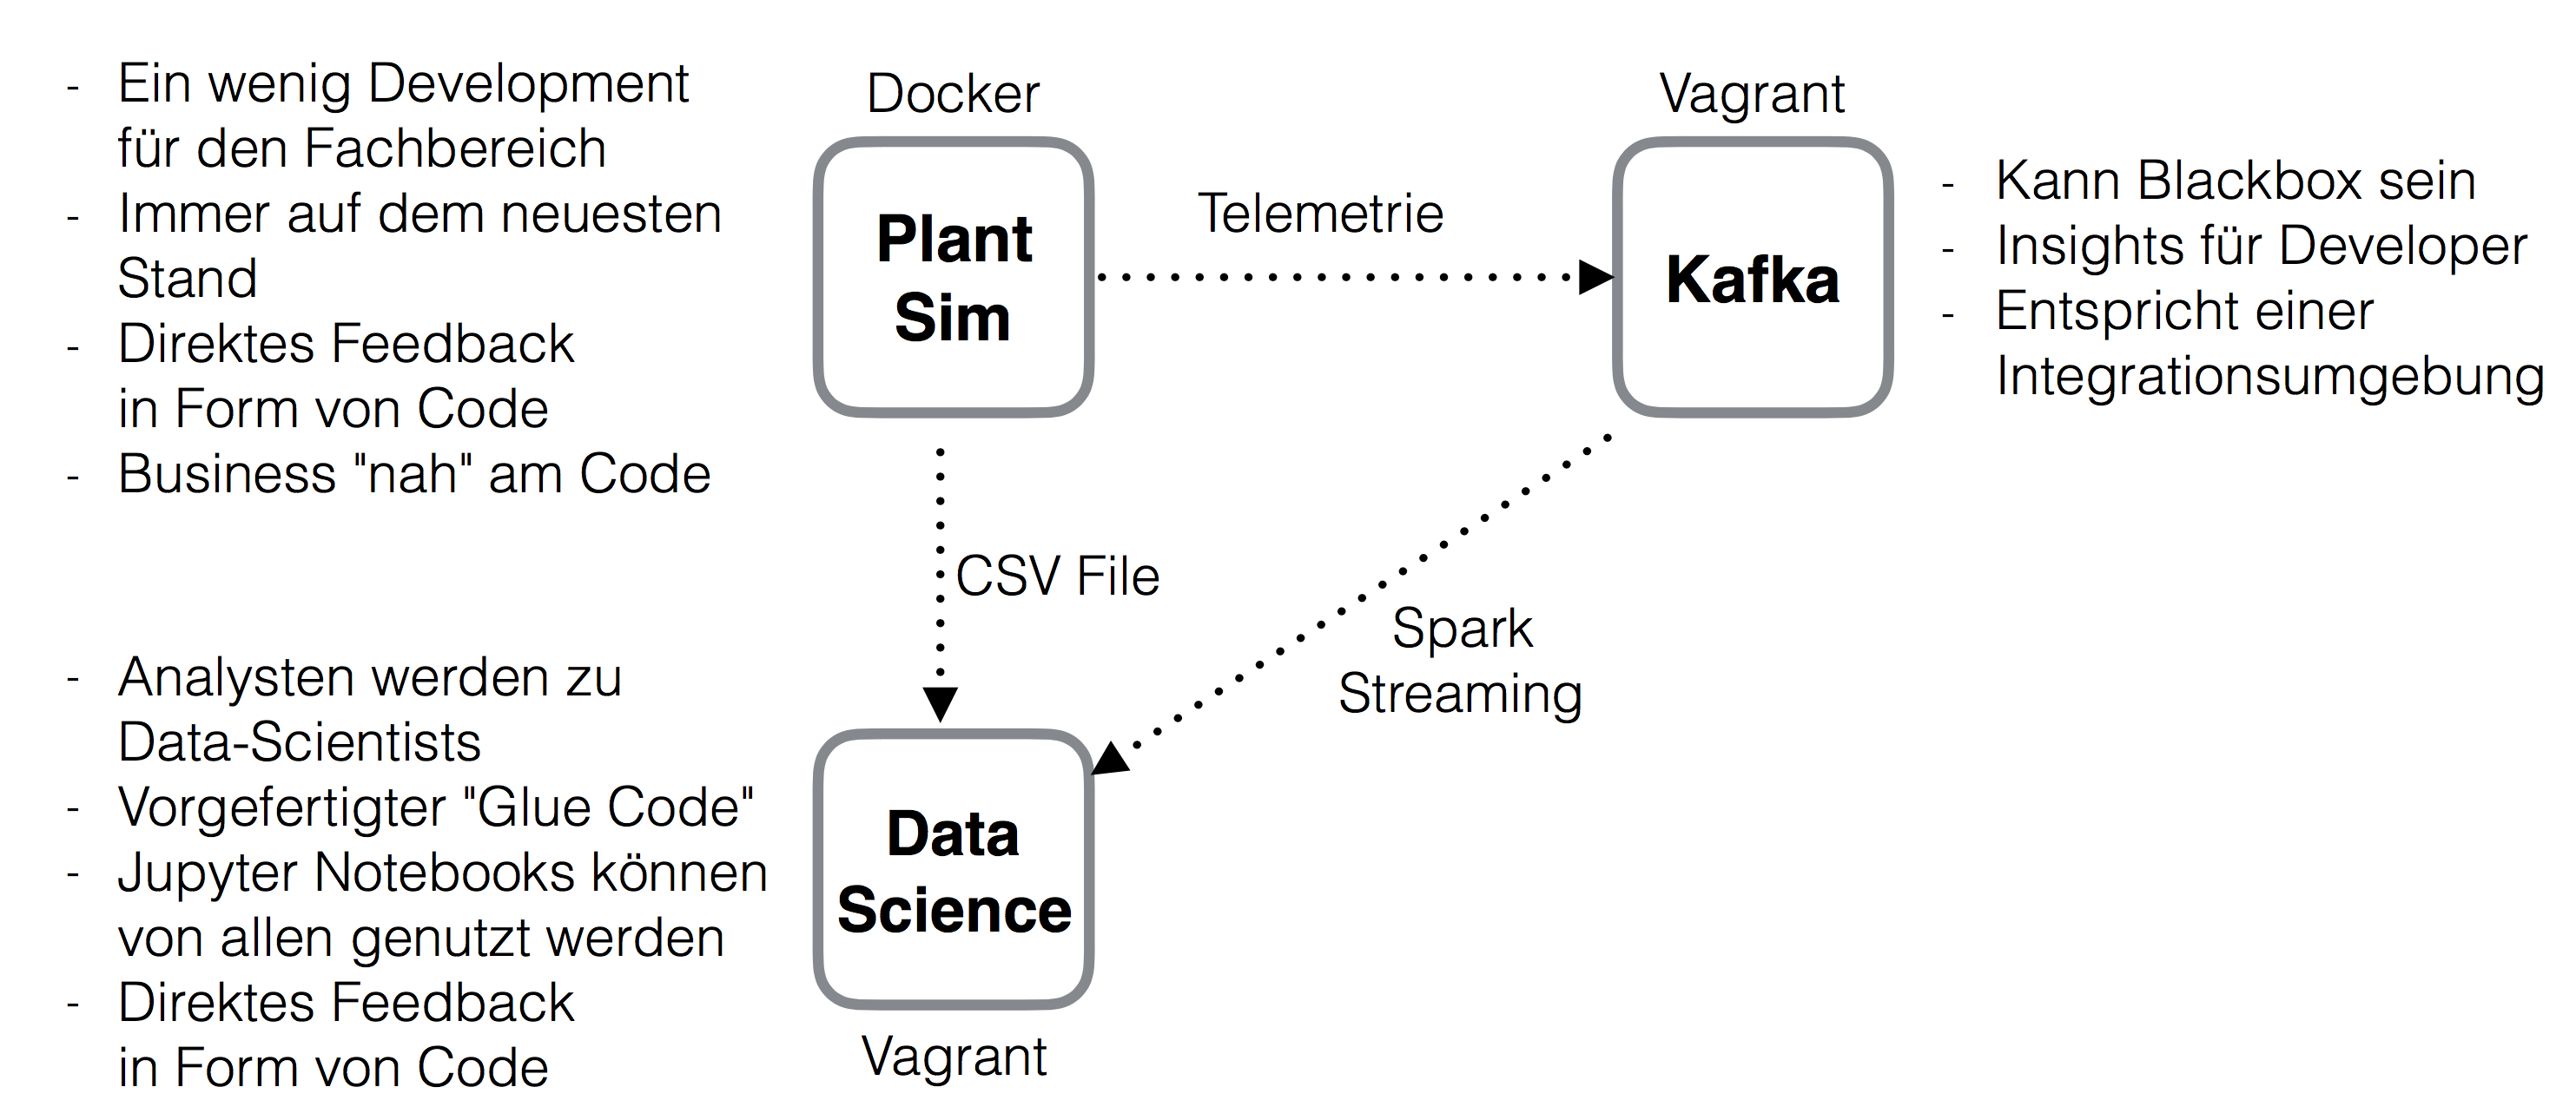 - Ein wenig Development
für den Fachbereich
- Immer auf dem neuesten
Stand
- Direktes Feedback
in Form von Code
- Business "nah" am Code
Docker
Plant
Sim
Telemetrie
Vagrant
Kafka
- Kann Blackbox sein
- Insights für Developer
- Entspricht einer
Integrationsumgebung
CSV File
Spark
Streaming
- Analysten werden zu
Data-Scientists
- Vorgefertigter "Glue Code"
- Jupyter Notebooks können
von allen genutzt werden
- Direktes Feedback
in Form von Code
Data
Science
Vagrant